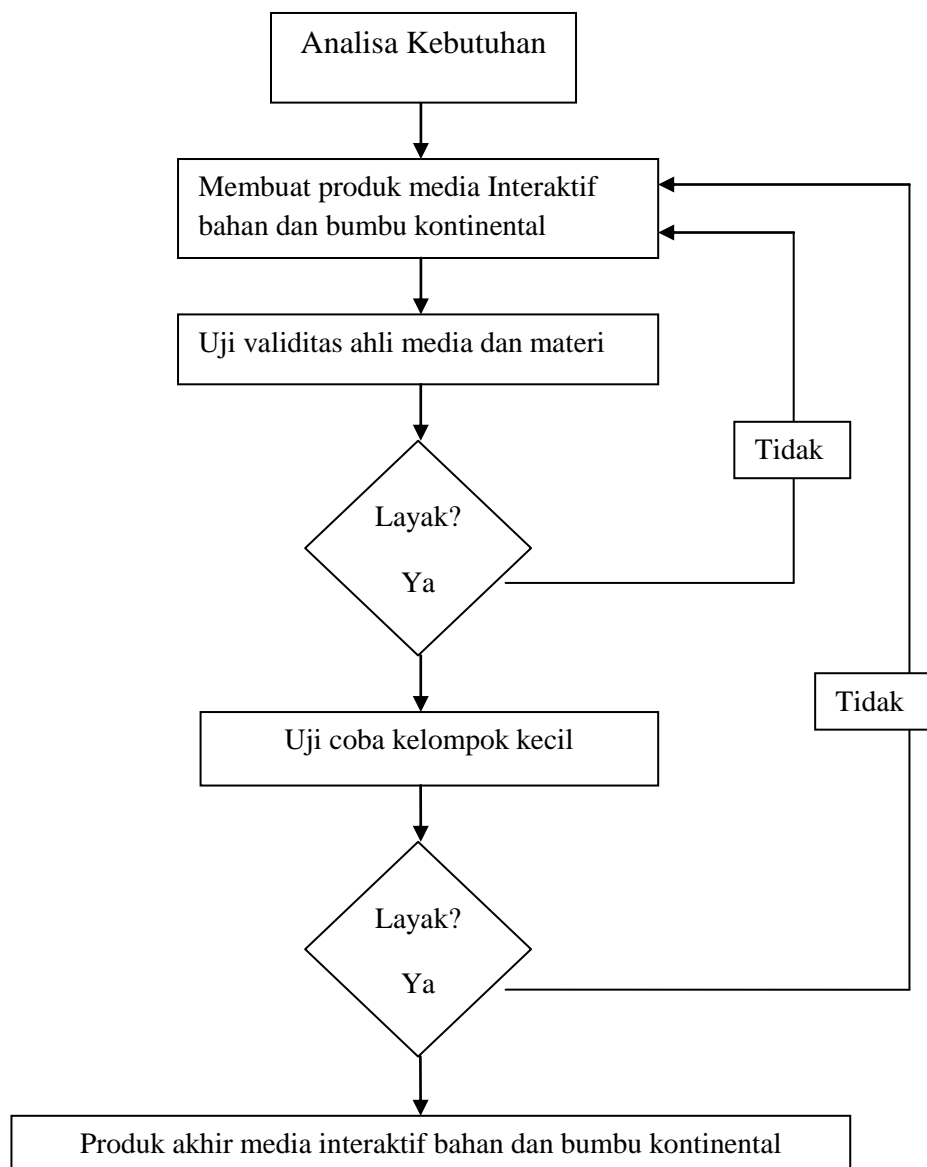 Analisa Kebutuhan
Membuat produk media Interaktif
bahan dan bumbu kontinental
Uji validitas ahli media dan materi
Tidak
Layak?
Ya
Tidak
Uji coba kelompok kecil
Layak?
Ya
Produk akhir media interaktif bahan dan bumbu kontinental